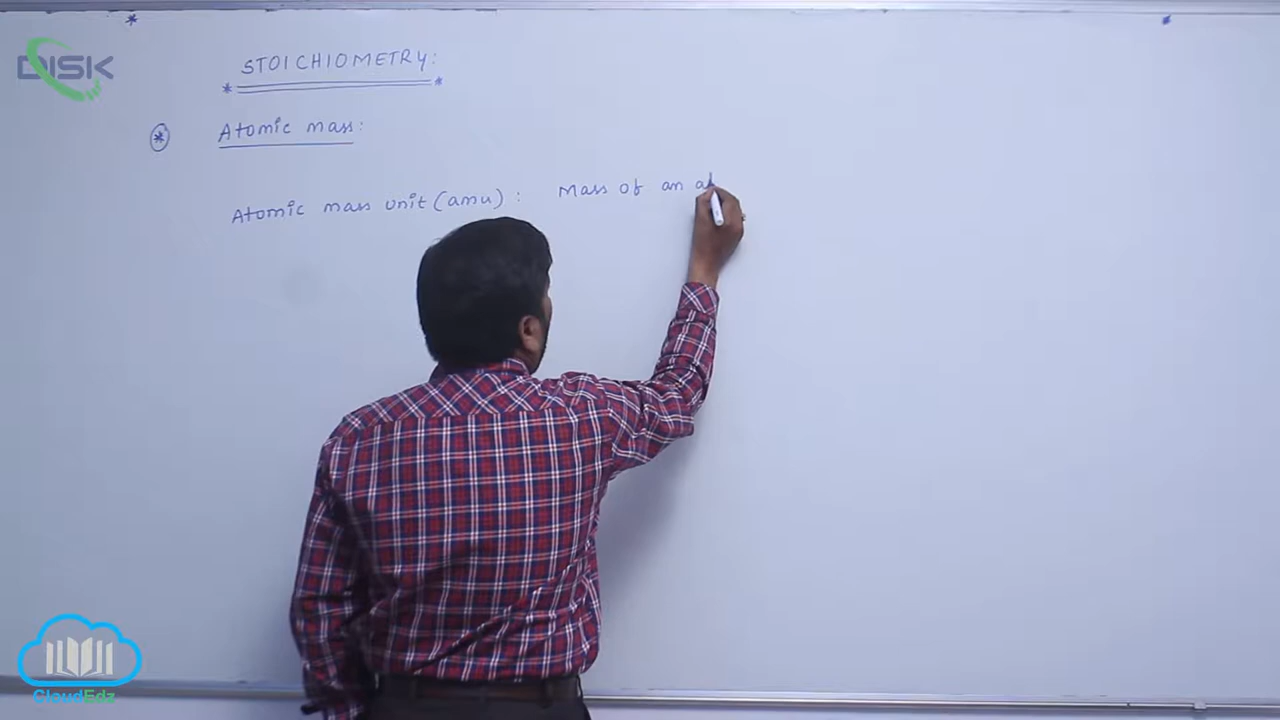 DISK
STOICHIOMETRY:
Atomic mass:
Atomic mass unit (amu) : Mass of an
CloudEdz